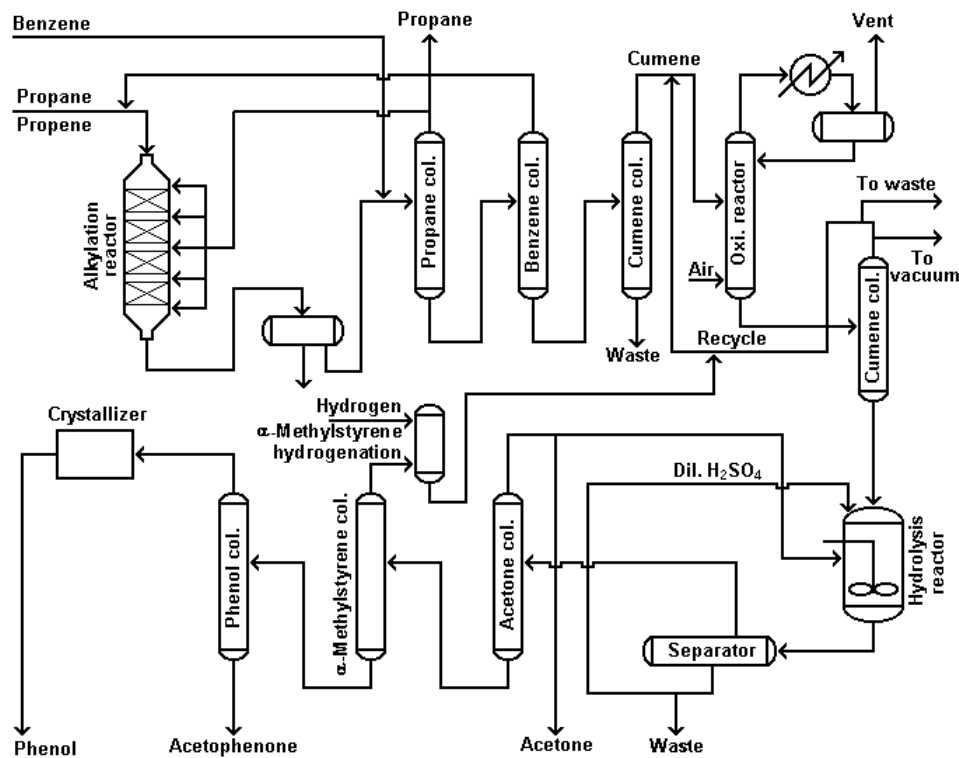 Benzene
Propane
Vent
Cumene
Propane
Propene
Alkylation
reactor
Propane col.
Benzene col.
Cumene col.
Oxi. reactor
Air
To waste
To
vacuum
Cumene col.
Waste
Recycle
Crystallizer
Hydrogen
α-Methylstyrene
hydrogenation
Dil. H₂SO₄
Phenol col.
α-Methylstyrene col.
Acetone col.
Hydrolysis
reactor
Separator
Phenol
Acetophenone
Acetone
Waste